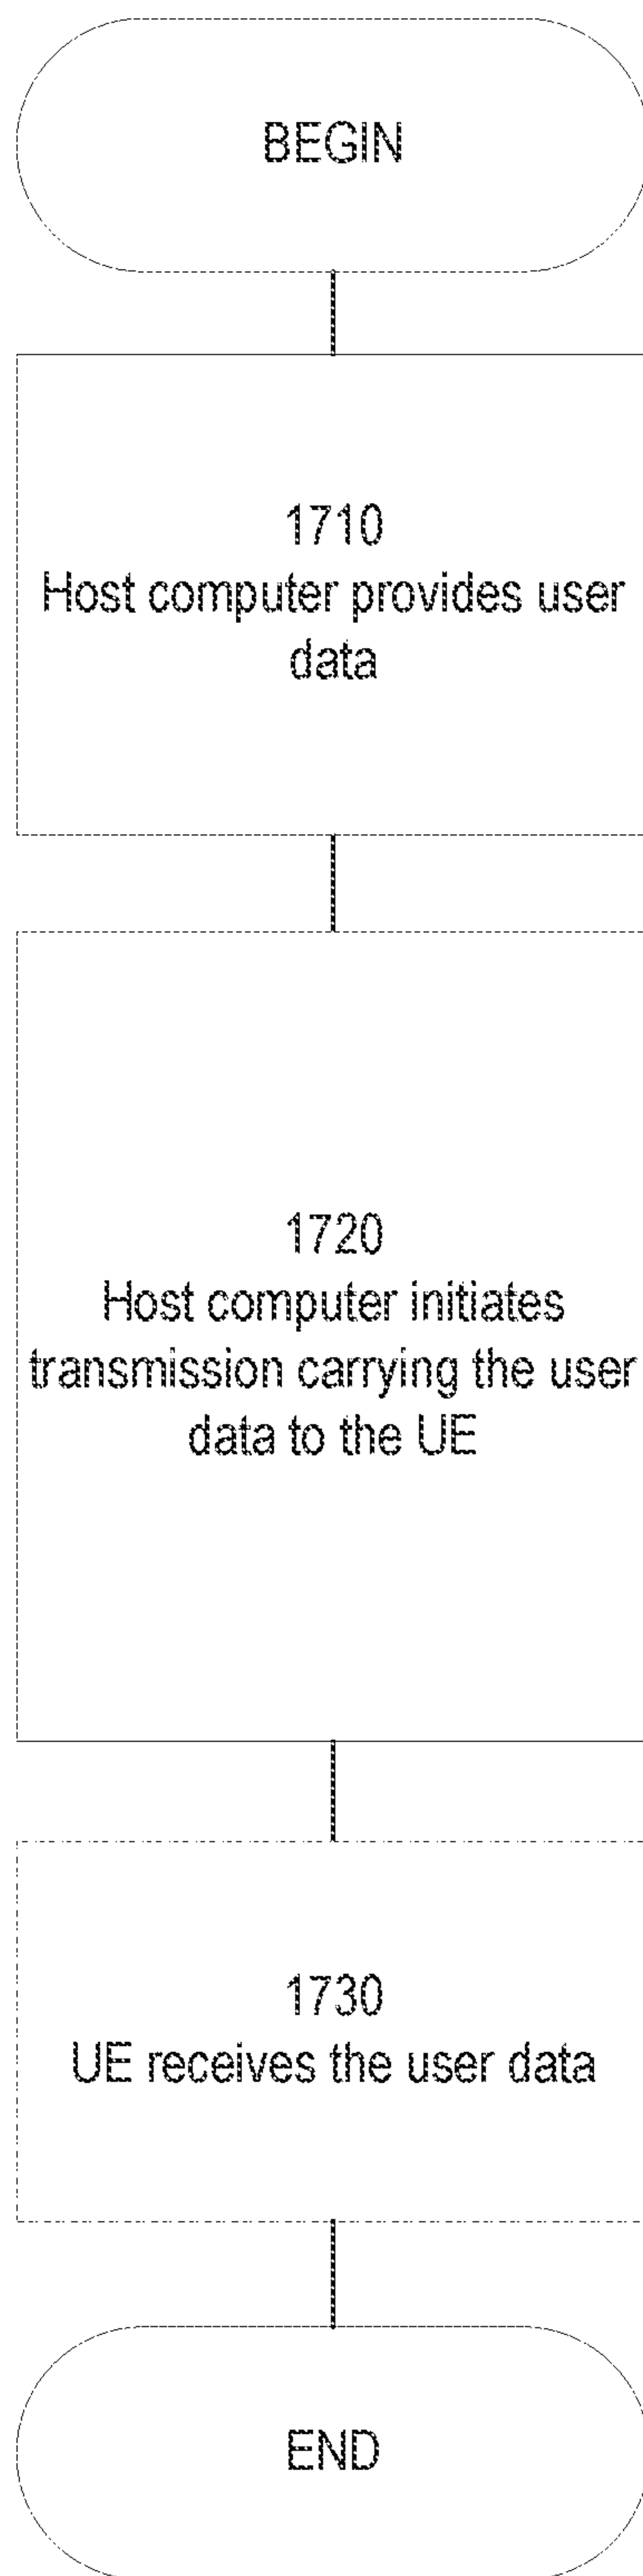 BEGIN
1710
Host computer provides user
data
1720
Host computer initiates
transmission carrying the user
data to the UE
1730
UE receives the user data
END